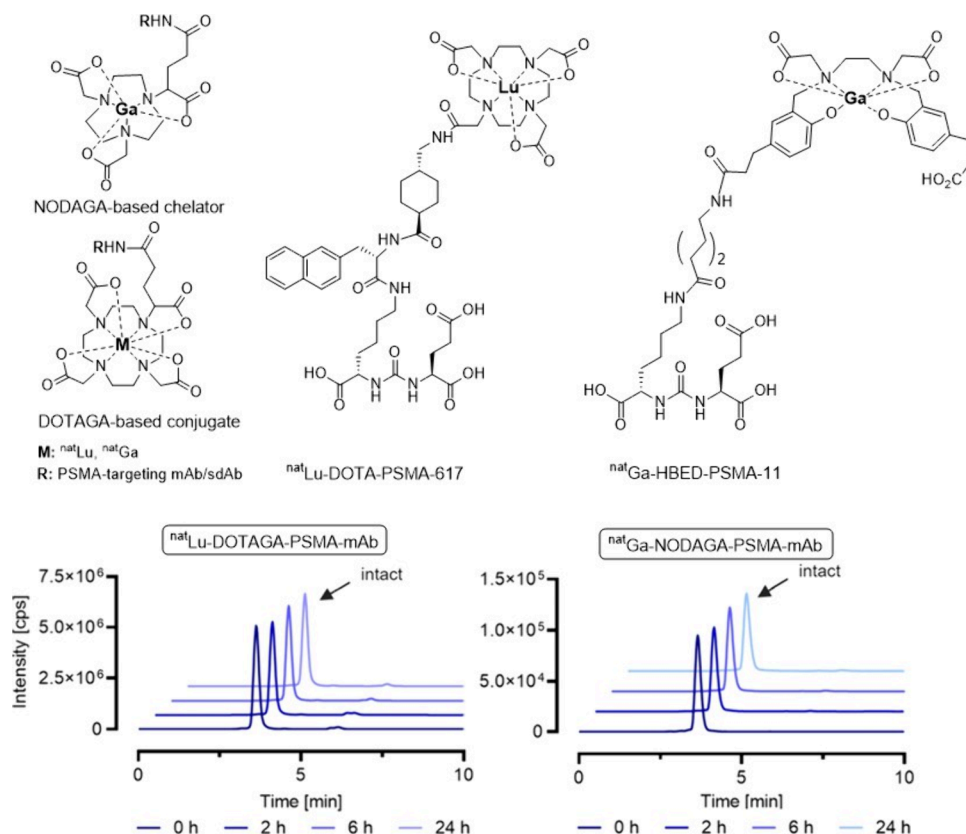 RHN
O
O
O
N
Ga
N
N
O
O
O
O
NODAGA-based chelator
RHN
O
O
O
O
O
N
N
M
N
N
O
O
O
O
DOTAGA-based conjugate
M: natLu, natGa
R: PSMA-targeting mAb/sdAb
O
O
O
O
N
N
Lu
N
N
O
O
O
NH
O
NH
O
O
NH
O
OH
HO
O
N
H
O
N
H
O
OH
natLu-DOTA-PSMA-617
O
O
N
N
O
O
Ga
O
O
HO2C
O
NH
2
O
NH
O
OH
HO
O
N
H
O
N
H
O
OH
natGa-HBED-PSMA-11
natLu-DOTAGA-PSMA-mAb
intact
Intensity [cps]
7.5×10⁶
5.0×10⁶
2.5×10⁶
0
0 5 10
Time [min]
0 h 2 h 6 h 24 h
natGa-NODAGA-PSMA-mAb
intact
1.5×10⁵
1.0×10⁵
5.0×10⁴
0
0 5 10
Time [min]
0 h 2 h 6 h 24 h